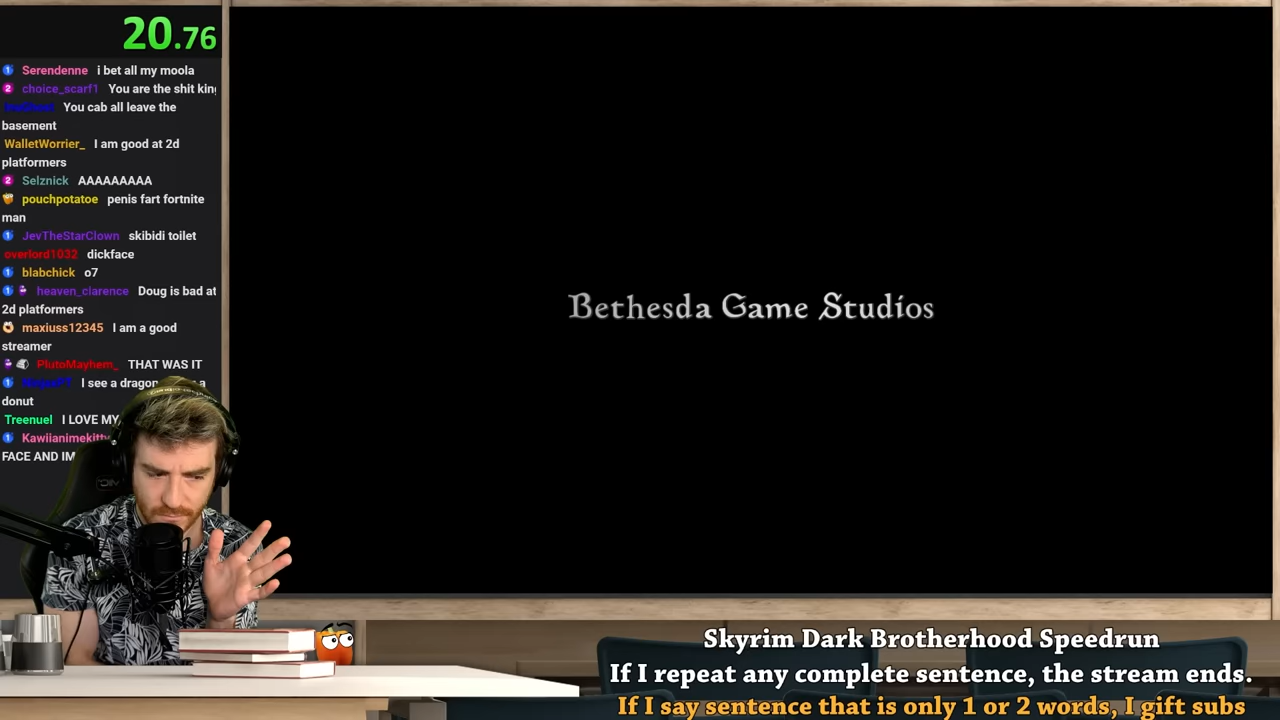 20.76
Serendenne i bet all my moola
choice_scarf1 You are the shit king
You cab all leave the
basement
WalletWorrier_ I am good at 2d
platformers
Selznick AAAAAAAAA
pouchpotatoe penis fart fortnite
man
JevTheStarClown skibidi toilet
overlord1032 dickface
blabchick o7
heaven_clarence Doug is bad at
2d platformers
maxiuss12345 I am a good
streamer
PlutoMayhem_ THAT WAS IT
I see a dragon a
donut
Treenuel I LOVE MY
Kawiianimekitty
FACE AND IM
Bethesda Game Studios
Skyrim Dark Brotherhood Speedrun
If I repeat any complete sentence, the stream ends.
If I say sentence that is only 1 or 2 words, I gift subs